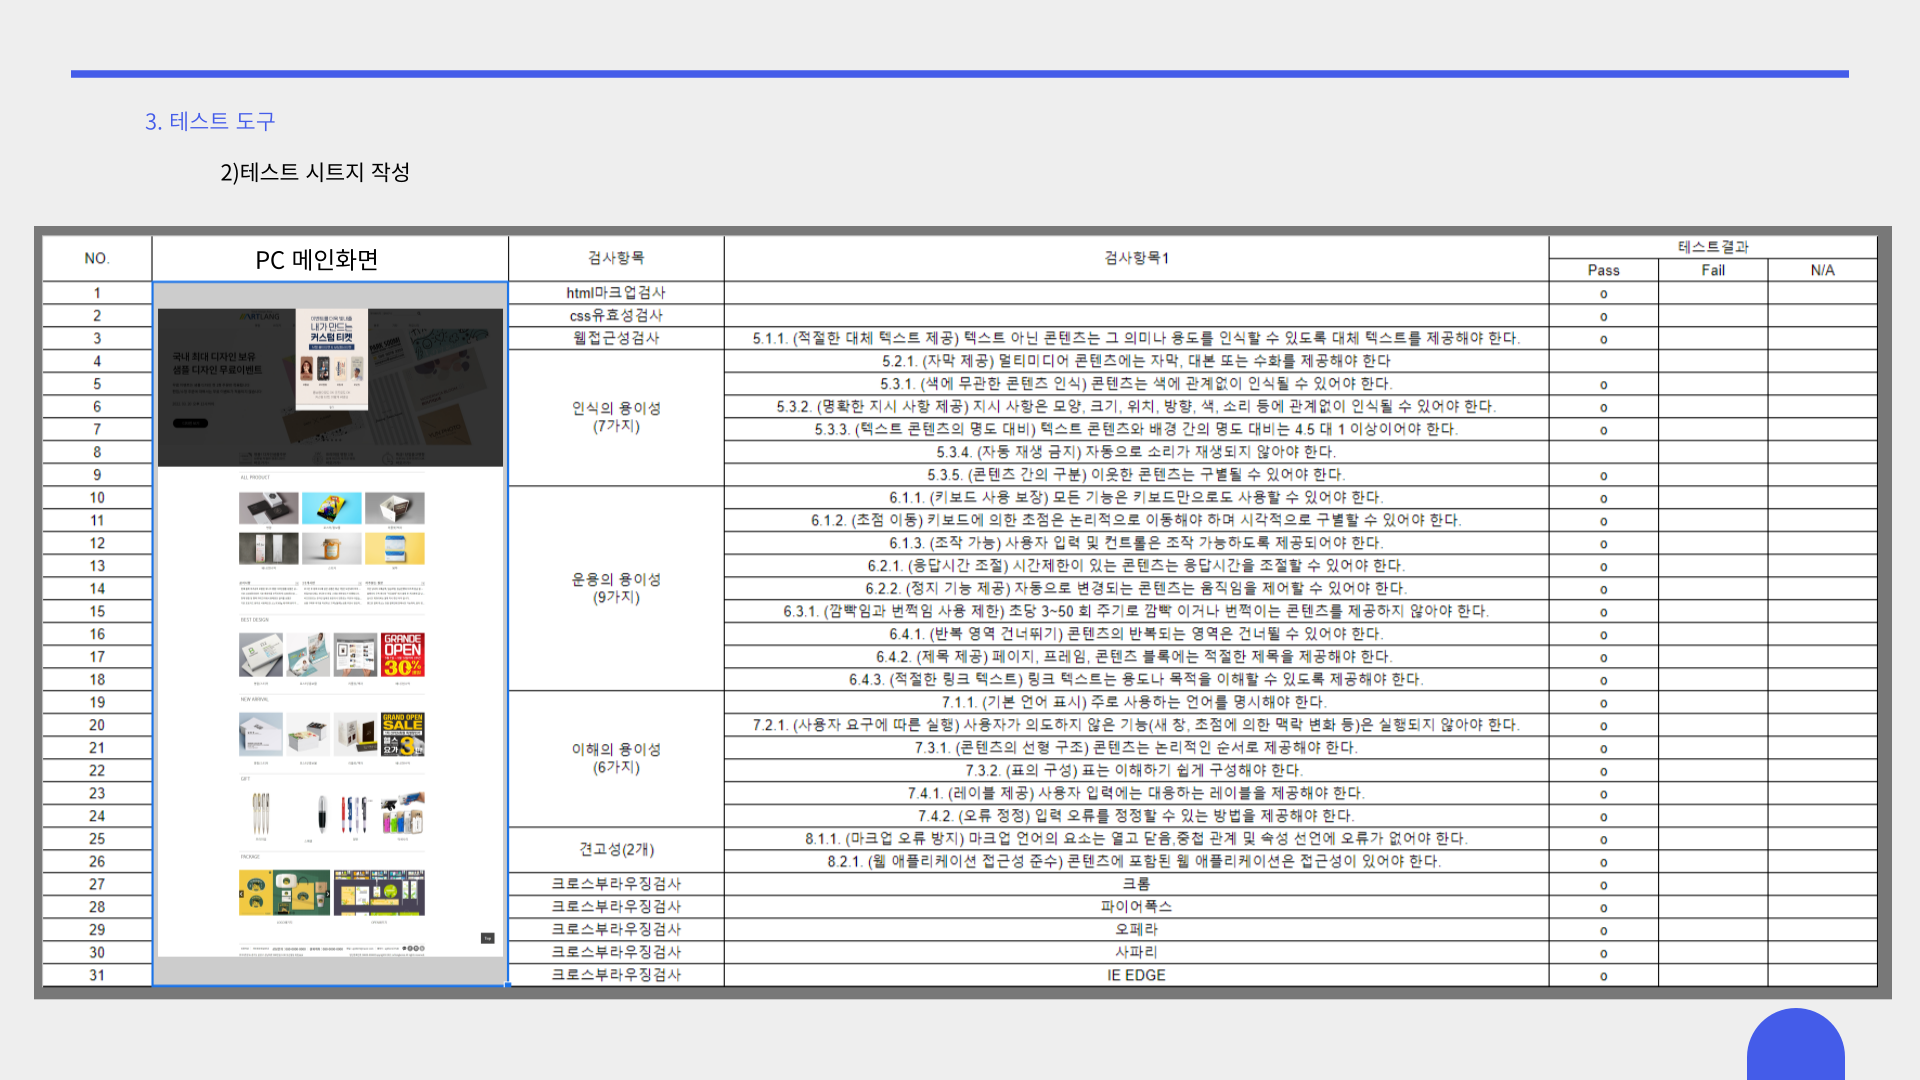 3. 테스트 도구
2)테스트 시트지 작성
NO. PC 메인화면 검사항목 검사항목1 테스트결과
Pass Fail N/A
1 html마크업검사 o
2 css유효성검사 o
3 웹접근성검사 5.1.1. (적절한 대체 텍스트 제공) 텍스트 아닌 콘텐츠는 그 의미나 용도를 인식할 수 있도록 대체 텍스트를 제공해야 한다. o
인식의 용이성
(7가지)
4 5.2.1. (자막 제공) 멀티미디어 콘텐츠에는 자막, 대본 또는 수화를 제공해야 한다
5 5.3.1. (색에 무관한 콘텐츠 인식) 콘텐츠는 색에 관계없이 인식될 수 있어야 한다. o
6 5.3.2. (명확한 지시 사항 제공) 지시 사항은 모양, 크기, 위치, 방향, 색, 소리 등에 관계없이 인식될 수 있어야 한다. o
7 5.3.3. (텍스트 콘텐츠의 명도 대비) 텍스트 콘텐츠와 배경 간의 명도 대비는 4.5 대 1 이상이어야 한다. o
8 5.3.4. (자동 재생 금지) 자동으로 소리가 재생되지 않아야 한다.
9 5.3.5. (콘텐츠 간의 구분) 이웃한 콘텐츠는 구별될 수 있어야 한다. o
운용의 용이성
(9가지)
10 6.1.1. (키보드 사용 보장) 모든 기능은 키보드만으로도 사용할 수 있어야 한다. o
11 6.1.2. (초점 이동) 키보드에 의한 초점은 논리적으로 이동해야 하며 시각적으로 구별할 수 있어야 한다. o
12 6.1.3. (조작 가능) 사용자 입력 및 컨트롤은 조작 가능하도록 제공되어야 한다. o
13 6.2.1. (응답시간 조절) 시간제한이 있는 콘텐츠는 응답시간을 조절할 수 있어야 한다. o
14 6.2.2. (정지 기능 제공) 자동으로 변경되는 콘텐츠는 움직임을 제어할 수 있어야 한다. o
15 6.3.1. (깜빡임과 번쩍임 사용 제한) 초당 3~50 회 주기로 깜빡 이거나 번쩍이는 콘텐츠를 제공하지 않아야 한다. o
16 6.4.1. (반복 영역 건너뛰기) 콘텐츠의 반복되는 영역은 건너뛸 수 있어야 한다. o
17 6.4.2. (제목 제공) 페이지, 프레임, 콘텐츠 블록에는 적절한 제목을 제공해야 한다. o
18 6.4.3. (적절한 링크 텍스트) 링크 텍스트는 용도나 목적을 이해할 수 있도록 제공해야 한다. o
이해의 용이성
(6가지)
19 7.1.1. (기본 언어 표시) 주로 사용하는 언어를 명시해야 한다. o
20 7.2.1. (사용자 요구에 따른 실행) 사용자가 의도하지 않은 기능(새 창, 초점에 의한 맥락 변화 등)은 실행되지 않아야 한다. o
21 7.3.1. (콘텐츠의 선형 구조) 콘텐츠는 논리적인 순서로 제공해야 한다. o
22 7.3.2. (표의 구성) 표는 이해하기 쉽게 구성해야 한다. o
23 7.4.1. (레이블 제공) 사용자 입력에는 대응하는 레이블을 제공해야 한다. o
24 7.4.2. (오류 정정) 입력 오류를 정정할 수 있는 방법을 제공해야 한다. o
견고성(2개)
25 8.1.1. (마크업 오류 방지) 마크업 언어의 요소는 열고 닫음,중첩 관계 및 속성 선언에 오류가 없어야 한다. o
26 8.2.1. (웹 애플리케이션 접근성 준수) 콘텐츠에 포함된 웹 애플리케이션은 접근성이 있어야 한다. o
27 크로스부라우징검사 크롬 o
28 크로스부라우징검사 파이어폭스 o
29 크로스부라우징검사 오페라 o
30 크로스부라우징검사 사파리 o
31 크로스부라우징검사 IE EDGE o
내가 만드는
커스텀 티켓
국내 최대 디자인 보유
샘플 디자인 무료이벤트
ALL PRODUCT
BEST DESIGN
GRANDE
OPEN
30%
NEW ARRIVAL
GRAND OPEN
SALE
헬스
요가
3
GIFT
PACKAGE
Top